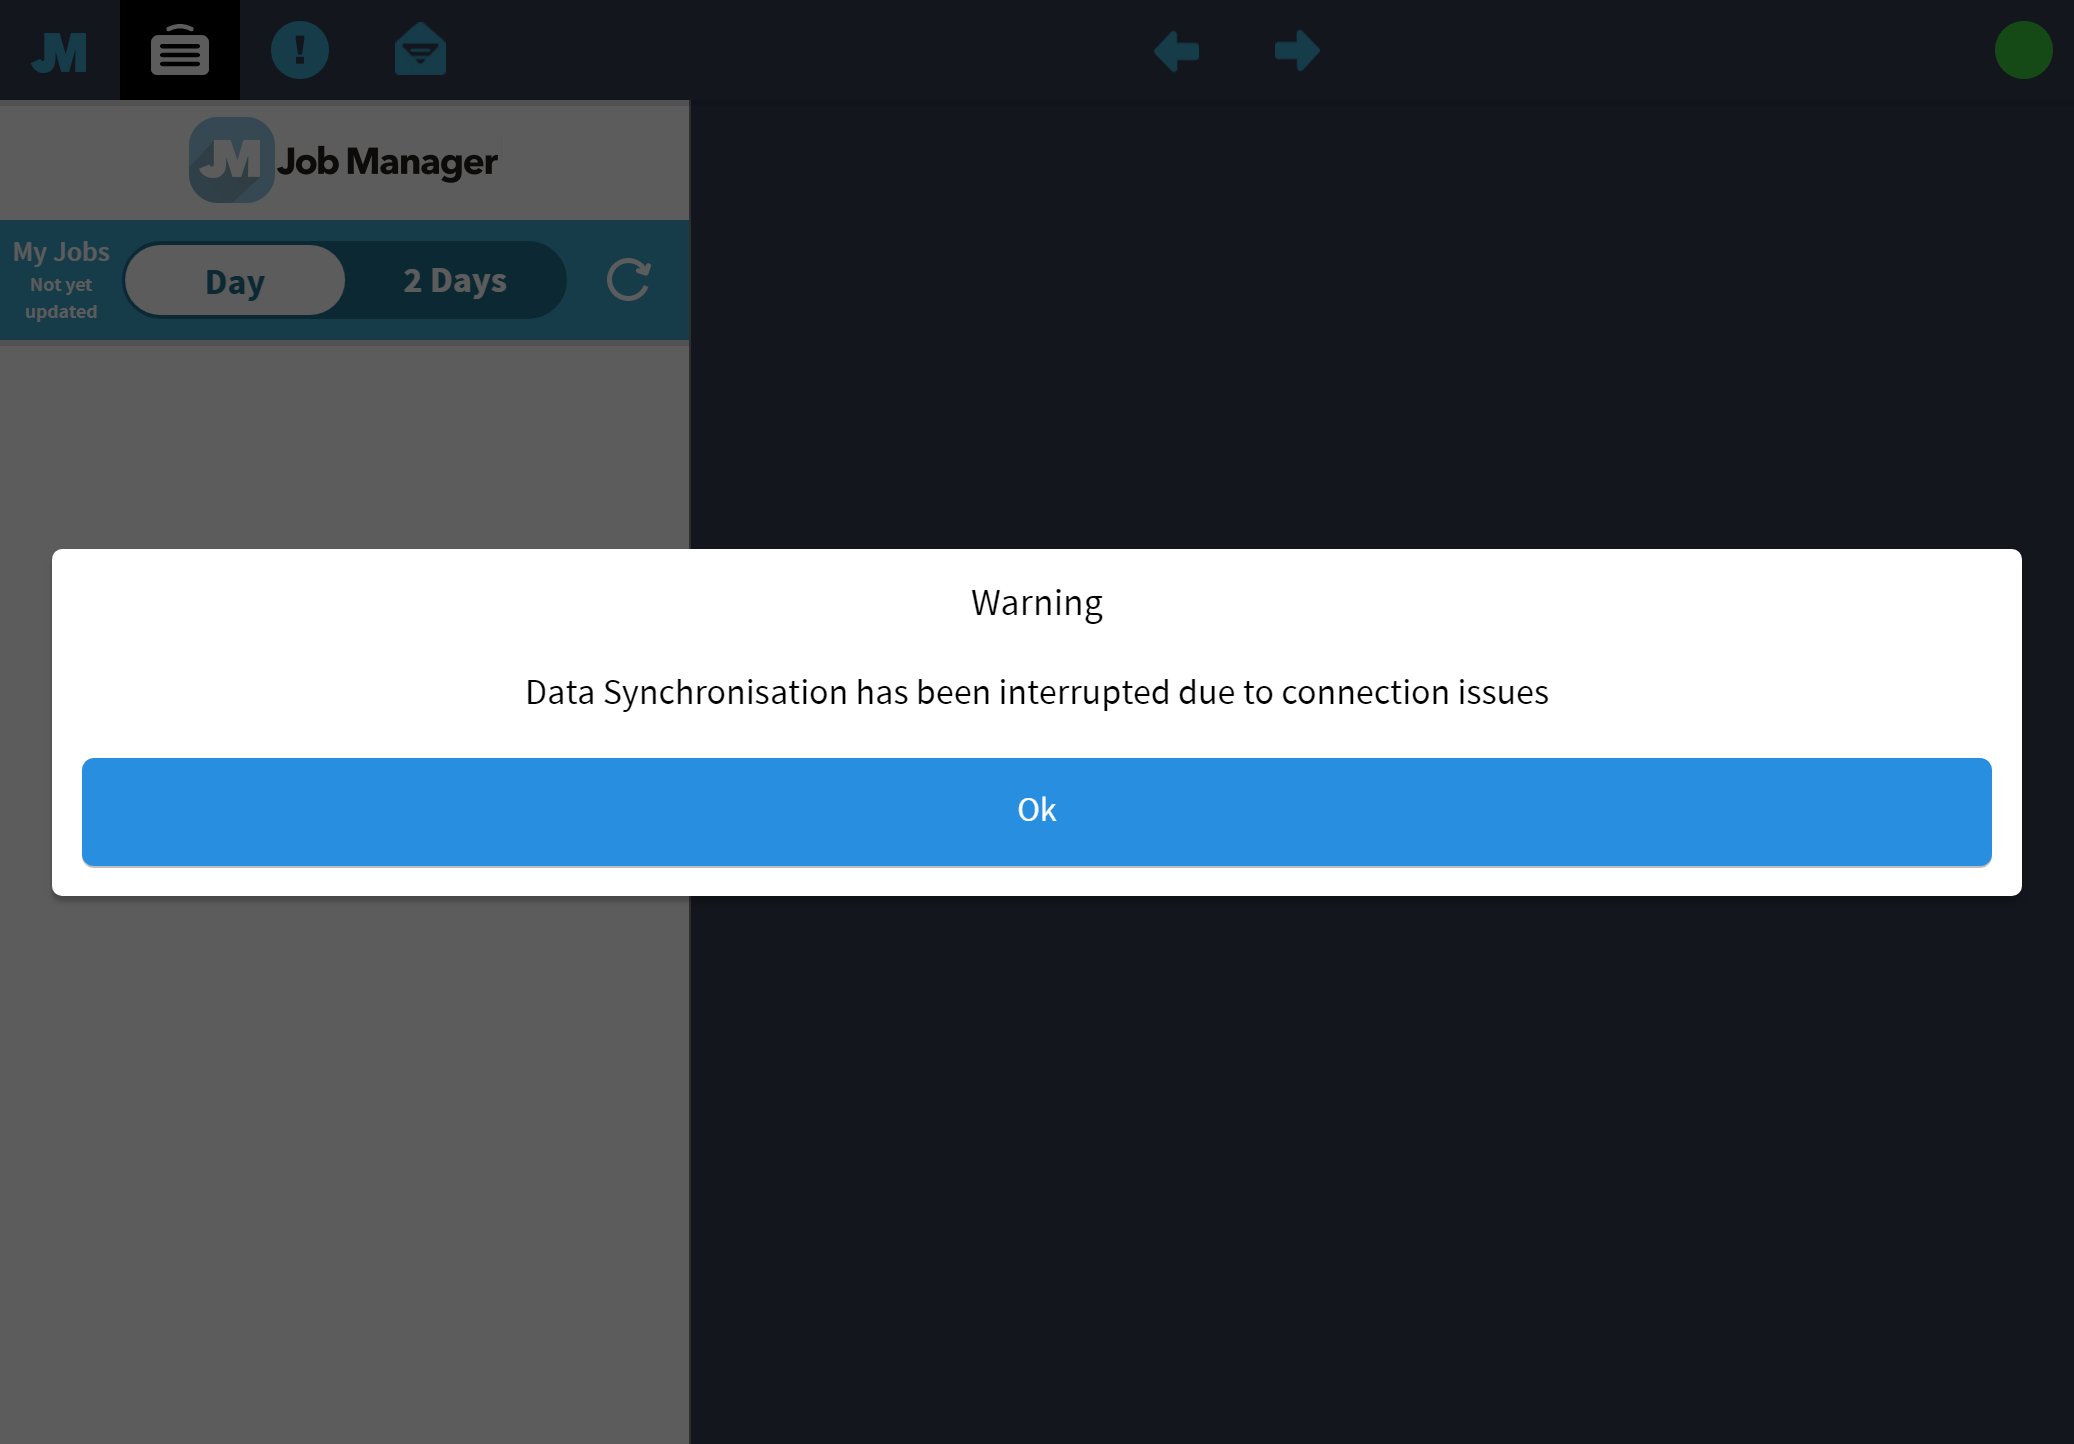 JM
!
JM Job Manager
My Jobs
Not yet
updated
Day
2 Days
Warning
Data Synchronisation has been interrupted due to connection issues
Ok